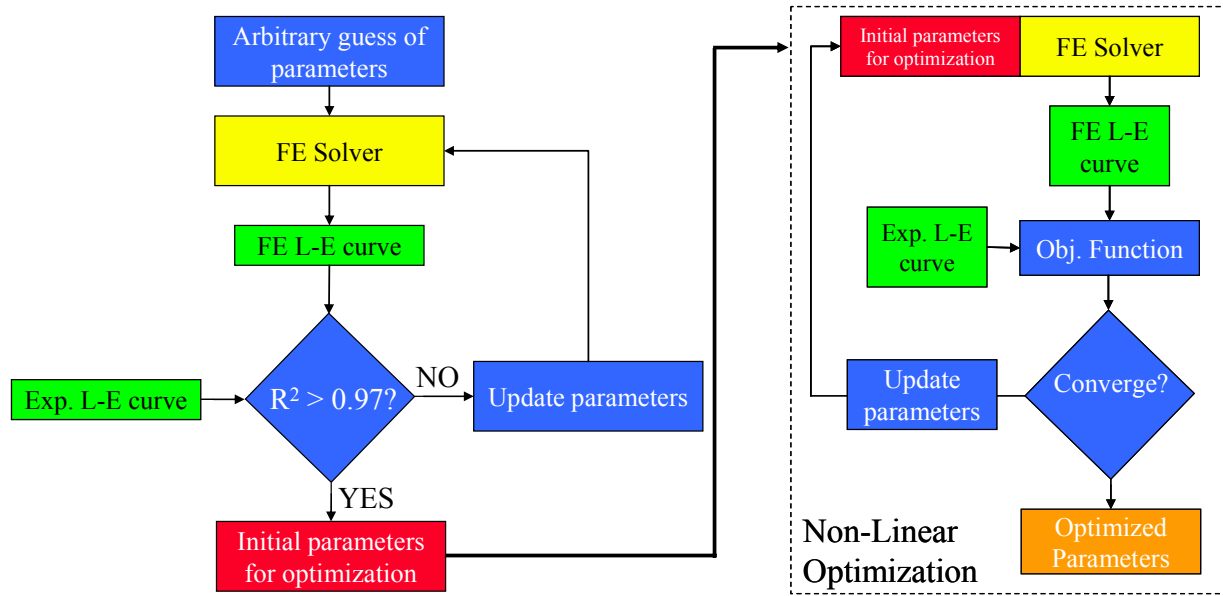 Arbitrary guess of
parameters
FE Solver
FE L-E curve
Exp. L-E curve
R² > 0.97?
NO
Update parameters
YES
Initial parameters
for optimization
Initial parameters
for optimization
FE Solver
FE L-E
curve
Exp. L-E
curve
Obj. Function
Update
parameters
Converge?
Optimized
Parameters
Non-Linear
Optimization